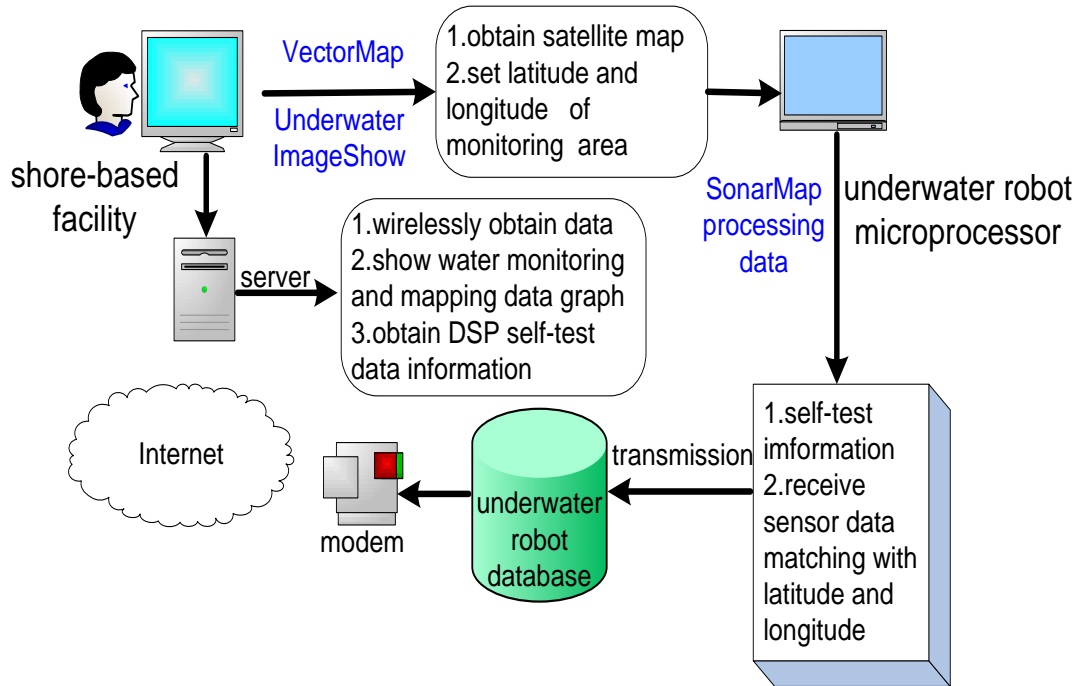 VectorMap
Underwater
ImageShow
1.obtain satellite map
2.set latitude and
longitude of
monitoring area
shore-based
facility
SonarMap
processing
data
underwater robot
microprocessor
server
1.wirelessly obtain data
2.show water monitoring
and mapping data graph
3.obtain DSP self-test
data information
Internet
modem
underwater
robot
database
transmission
1.self-test
imformation
2.receive
sensor data
matching with
latitude and
longitude